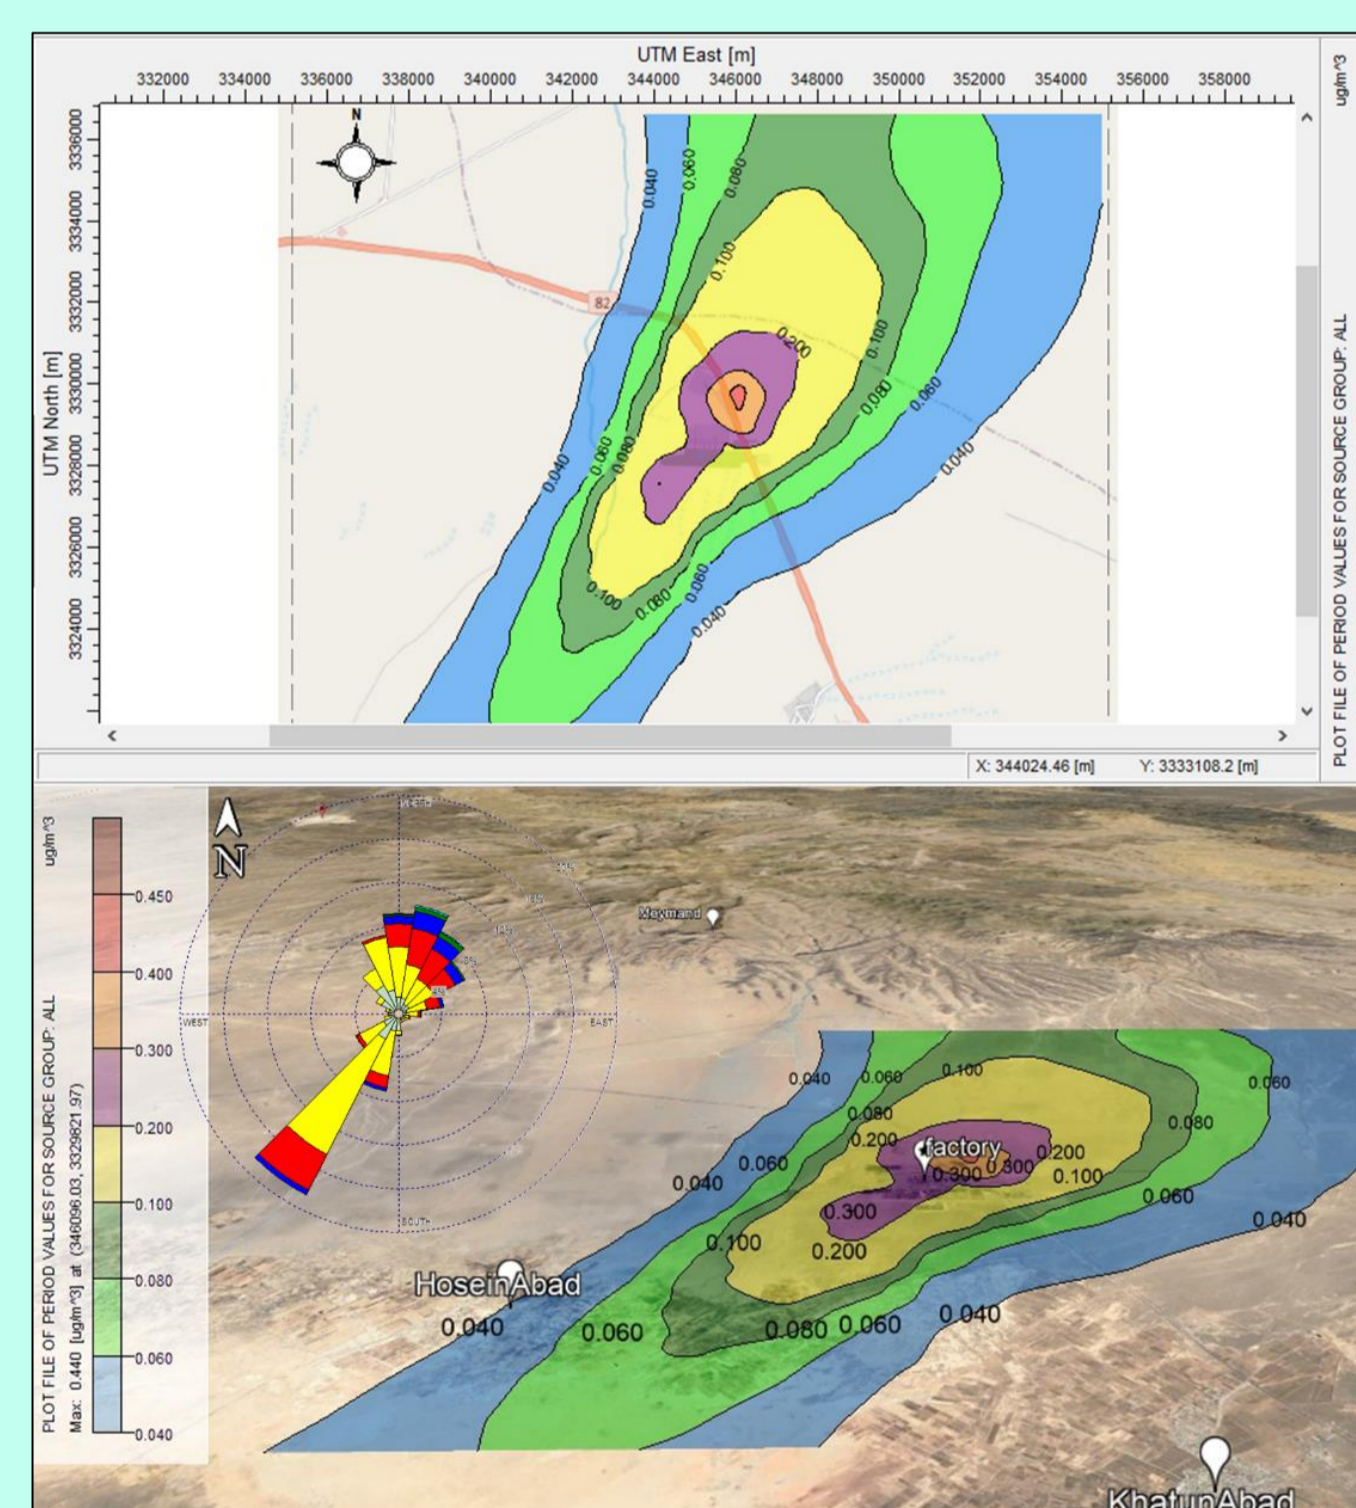 UTM East [m]
332000 334000 336000 338000 340000 342000 344000 346000 348000 350000 352000 354000 356000 358000
ug/m^3
PLOT FILE OF PERIOD VALUES FOR SOURCE GROUP: ALL
UTM North [m]
3336000
3334000
3332000
3330000
3328000
3326000
3324000
N
82
0.040
0.060
0.080
0.100
0.200
0.100
0.080
0.060
0.040
0.040
0.060
0.080
0.100
0.080
0.060
0.040
X: 344024.46 [m] Y: 3333108.2 [m]
PLOT FILE OF PERIOD VALUES FOR SOURCE GROUP: ALL
ug/m^3
Max: 0.440 [ug/m^3] at (346096.03, 3329821.97)
0.450
0.400
0.300
0.200
0.100
0.080
0.060
0.040
N
WEST
EAST
SOUTH
4%
8%
Meymand
0.040 0.060 0.100 0.060
0.080 0.080
0.200 factory 0.200
0.060 0.300 0.300 0.100
0.040 0.060
0.300 0.040
0.100 0.200
HoseinAbad
0.040 0.060 0.080 0.060 0.040
KhatunAbad